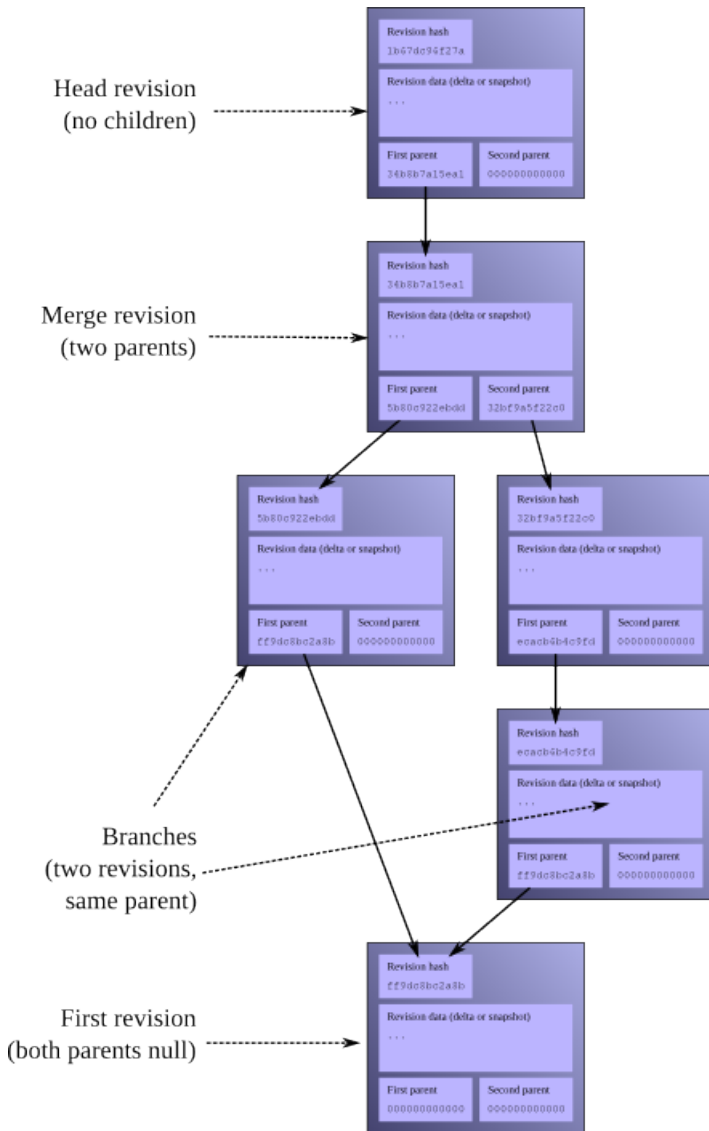 Revision hash
1b67dc94f27a
Head revision
(no children)
Revision data (delta or snapshot)
...
First parent
34b8b7a15ea1
Second parent
000000000000
Revision hash
34b8b7a15ea1
Merge revision
(two parents)
Revision data (delta or snapshot)
...
First parent
5b80c922ebdd
Second parent
32bf9a5f22c0
Revision hash
5b80c922ebdd
Revision data (delta or snapshot)
...
First parent
ff9dc8bc2a8b
Second parent
000000000000
Revision hash
32bf9a5f22c0
Revision data (delta or snapshot)
...
First parent
ecacb6b4c9fd
Second parent
000000000000
Revision hash
ecacb6b4c9fd
Revision data (delta or snapshot)
...
First parent
ff9dc8bc2a8b
Second parent
000000000000
Branches
(two revisions,
same parent)
Revision hash
ff9dc8bc2a8b
First revision
(both parents null)
Revision data (delta or snapshot)
...
First parent
000000000000
Second parent
000000000000